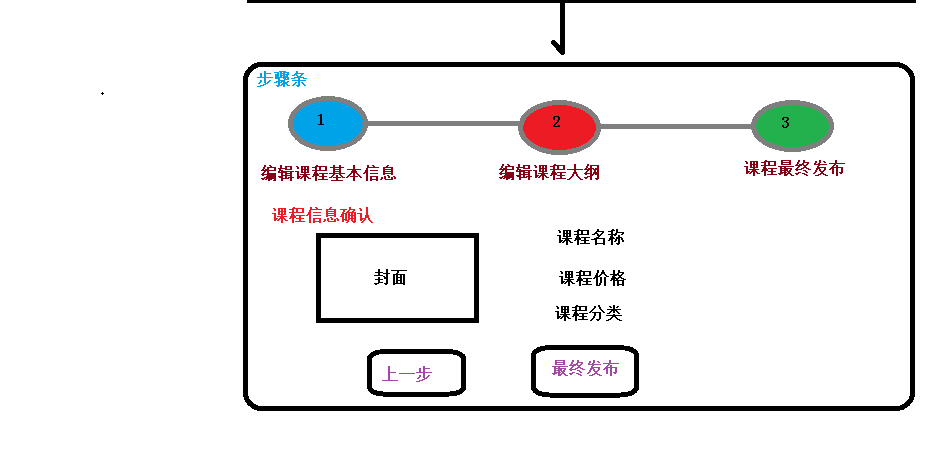 步骤条
1
2
3
编辑课程基本信息
编辑课程大纲
课程最终发布
课程信息确认
封面
课程名称
课程价格
课程分类
上一步
最终发布